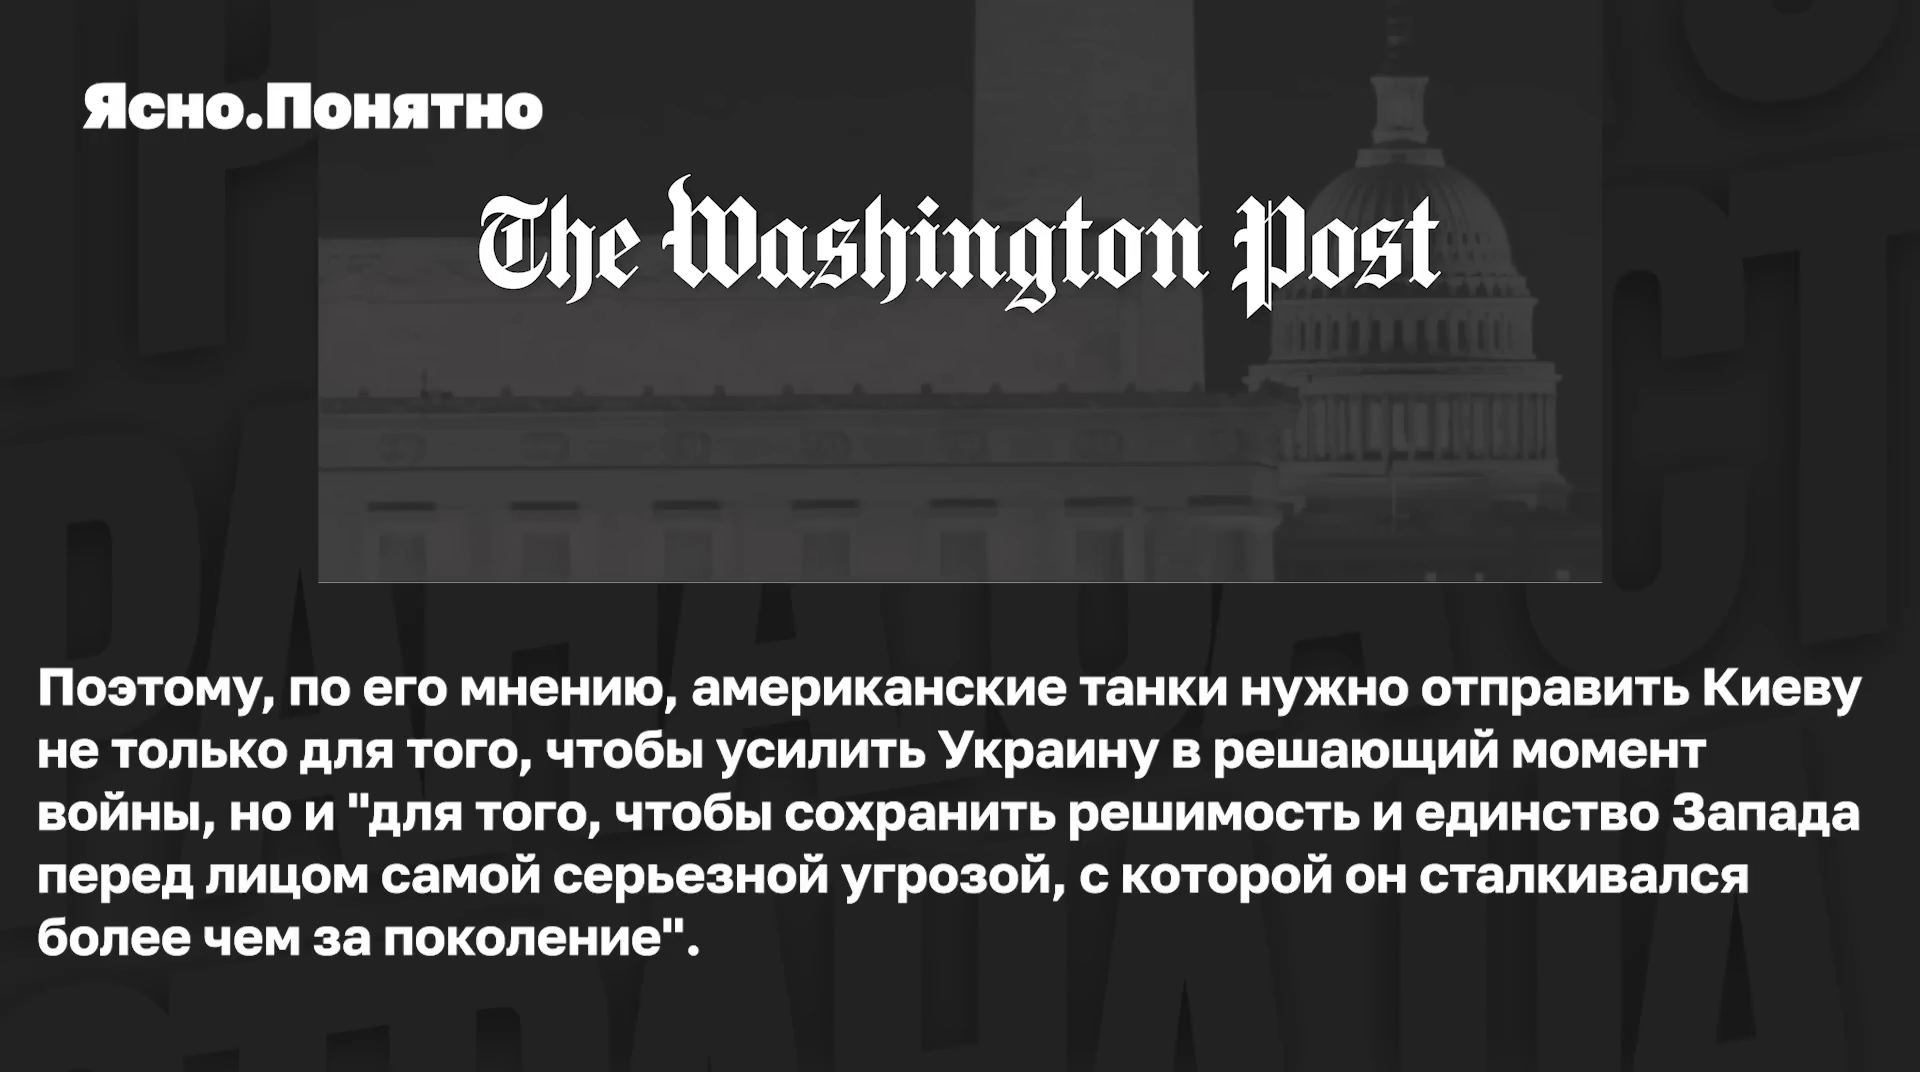 Ясно.Понятно
The Washington Post
Поэтому, по его мнению, американские танки нужно отправить Киеву
не только для того, чтобы усилить Украину в решающий момент
войны, но и "для того, чтобы сохранить решимость и единство Запада
перед лицом самой серьезной угрозой, с которой он сталкивался
более чем за поколение".